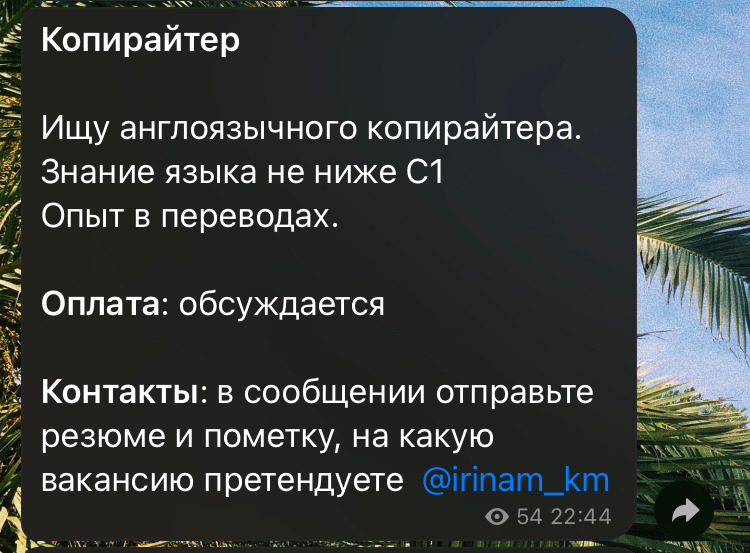 Копирайтер
Ищу англоязычного копирайтера.
Знание языка не ниже С1
Опыт в переводах.
Оплата: обсуждается
Контакты: в сообщении отправьте
резюме и пометку, на какую
вакансию претендуете @irinam_km
54 22:44